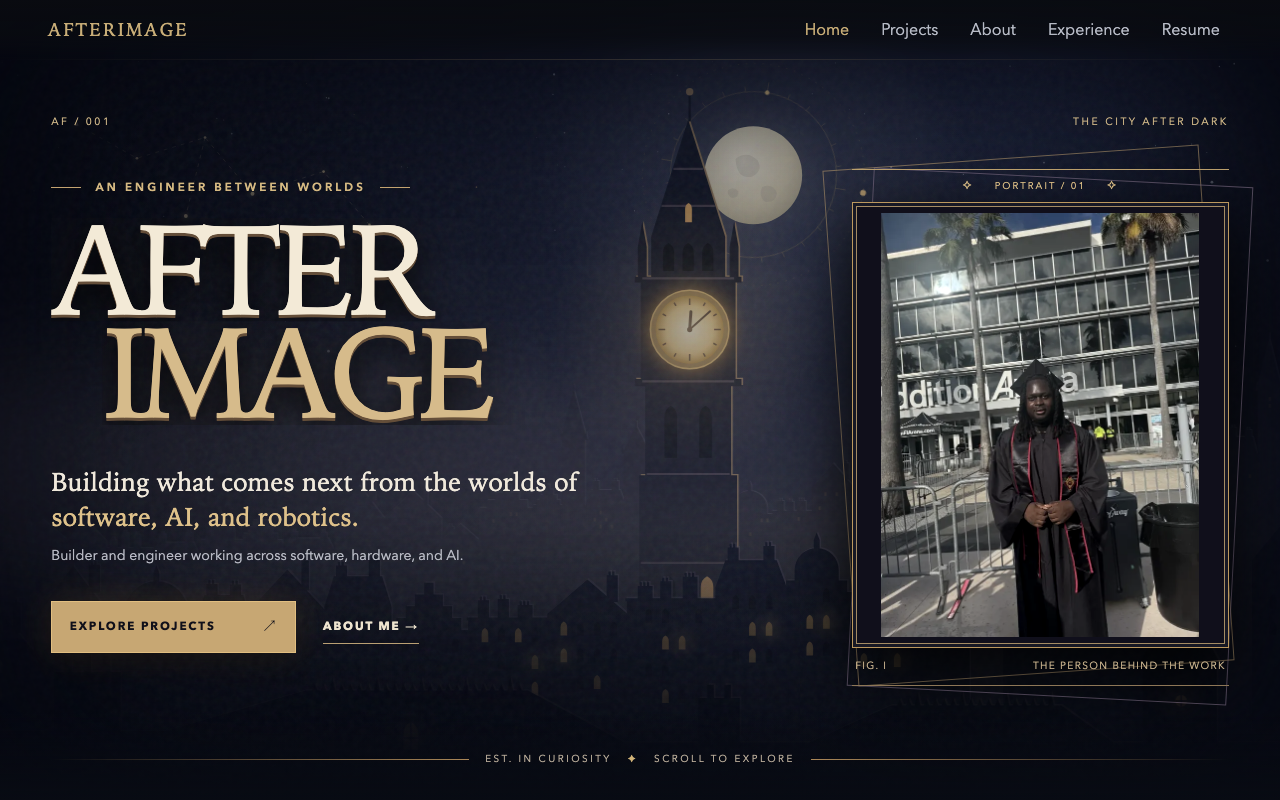 AFTERIMAGE
Home Projects About Experience Resume
AF / 001
THE CITY AFTER DARK
AN ENGINEER BETWEEN WORLDS
AFTER
IMAGE
Building what comes next from the worlds of
software, AI, and robotics.
Builder and engineer working across software, hardware, and AI.
EXPLORE PROJECTS ↗
ABOUT ME →
PORTRAIT / 01
FIG. I
THE PERSON BEHIND THE WORK
EST. IN CURIOSITY ✦ SCROLL TO EXPLORE